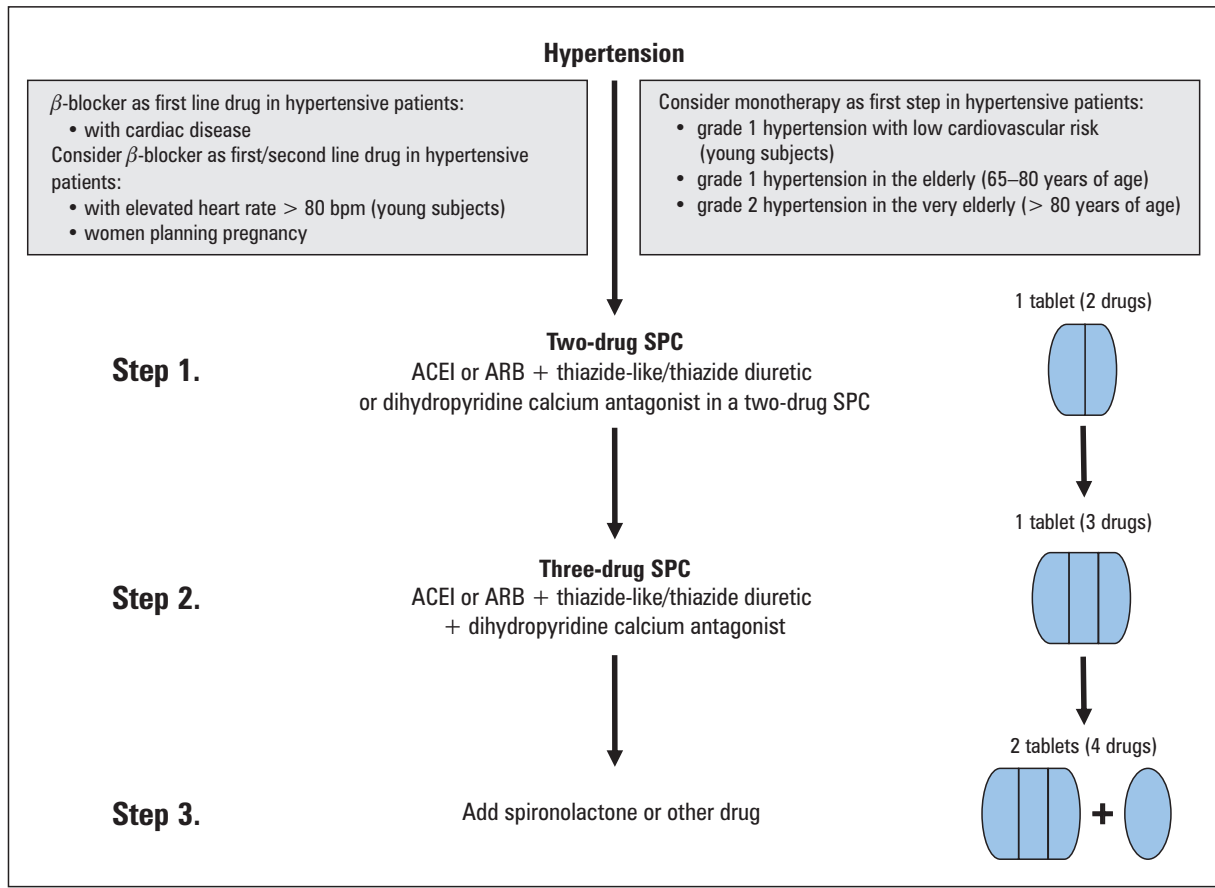 Hypertension
β-blocker as first line drug in hypertensive patients:
• with cardiac disease
Consider β-blocker as first/second line drug in hypertensive
patients:
• with elevated heart rate > 80 bpm (young subjects)
• women planning pregnancy
Consider monotherapy as first step in hypertensive patients:
• grade 1 hypertension with low cardiovascular risk
(young subjects)
• grade 1 hypertension in the elderly (65–80 years of age)
• grade 2 hypertension in the very elderly (> 80 years of age)
Step 1.
Two-drug SPC
ACEI or ARB + thiazide-like/thiazide diuretic
or dihydropyridine calcium antagonist in a two-drug SPC
1 tablet (2 drugs)
Step 2.
Three-drug SPC
ACEI or ARB + thiazide-like/thiazide diuretic
+ dihydropyridine calcium antagonist
1 tablet (3 drugs)
Step 3.
Add spironolactone or other drug
2 tablets (4 drugs)
+